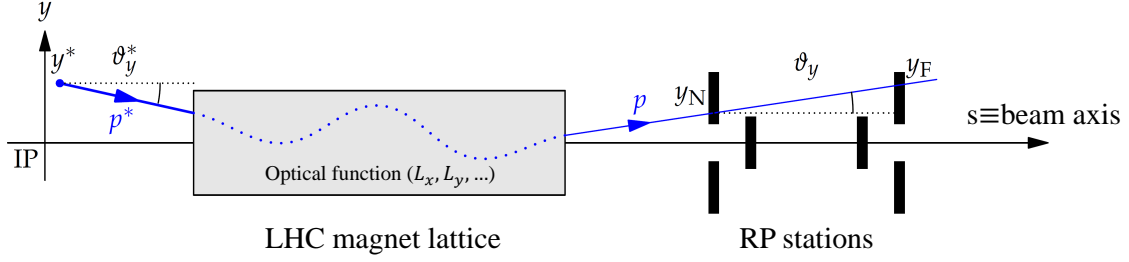 y
y* ϑ*y ϑy yF
p* p yN
s≡beam axis
IP
Optical function (Lx, Ly, ...)
LHC magnet lattice RP stations